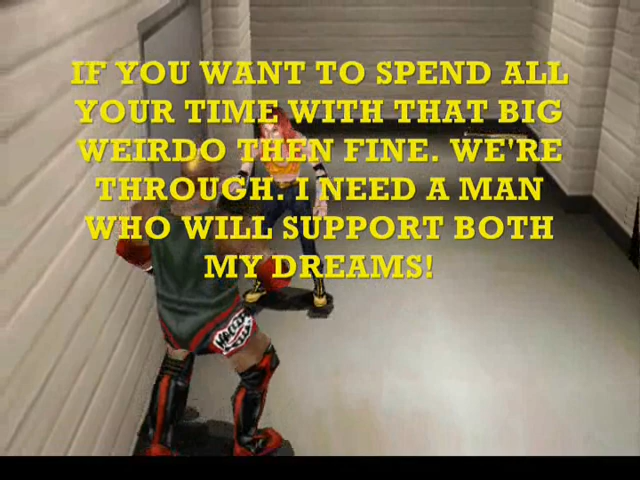 IF YOU WANT TO SPEND ALL
YOUR TIME WITH THAT BIG
WEIRDO THEN FINE. WE'RE
THROUGH. I NEED A MAN
WHO WILL SUPPORT BOTH
MY DREAMS!